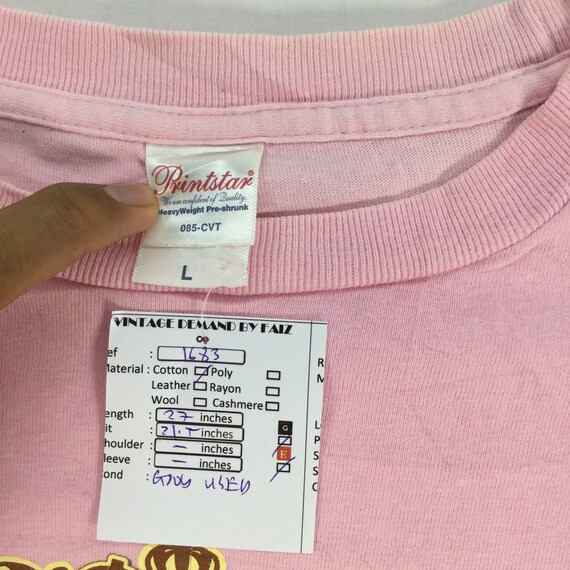 Printstar®
We are confident of Quality.
HeavyWeight Pre-shrunk
085-CVT
L
VINTAGE DEMAND BY FAIZ
ef : 1683
aterial : Cotton Poly
Leather Rayon
Wool Cashmere
ength : 27 inches
it : 21.5 inches
houlder : — inches
leeve : — inches
ond : GOOD USED
R
M
G
E
L
P
S
S
C